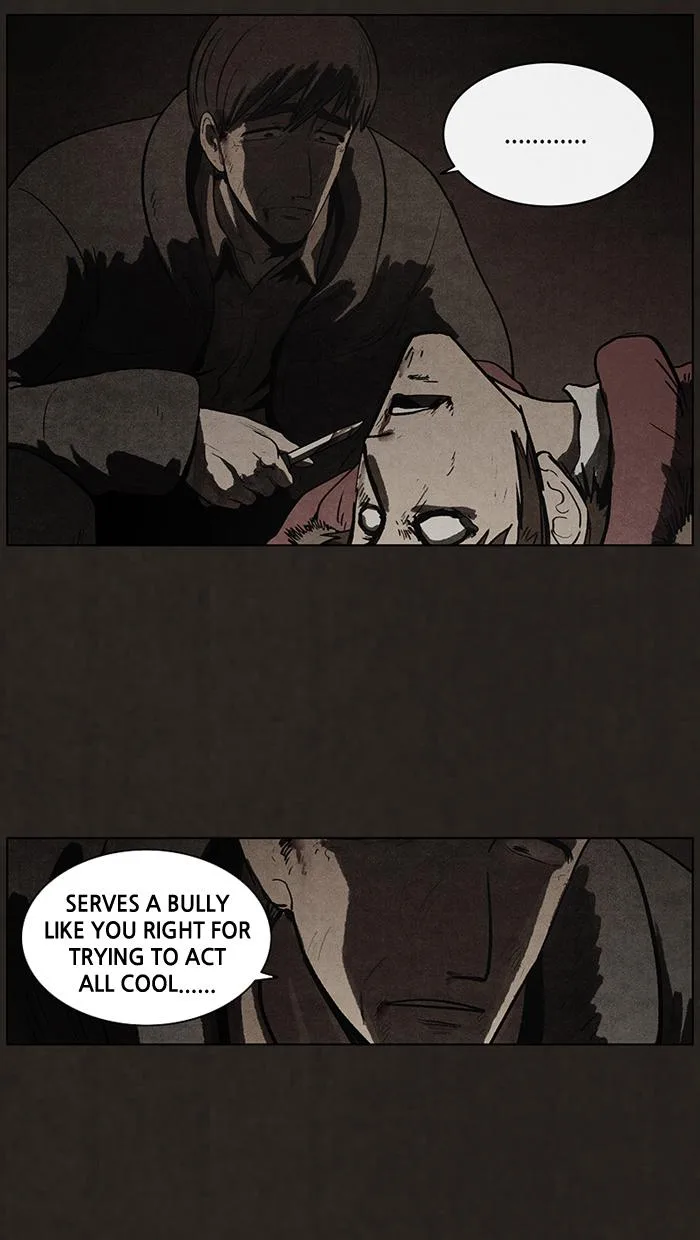 ............
SERVES A BULLY
LIKE YOU RIGHT FOR
TRYING TO ACT
ALL COOL......